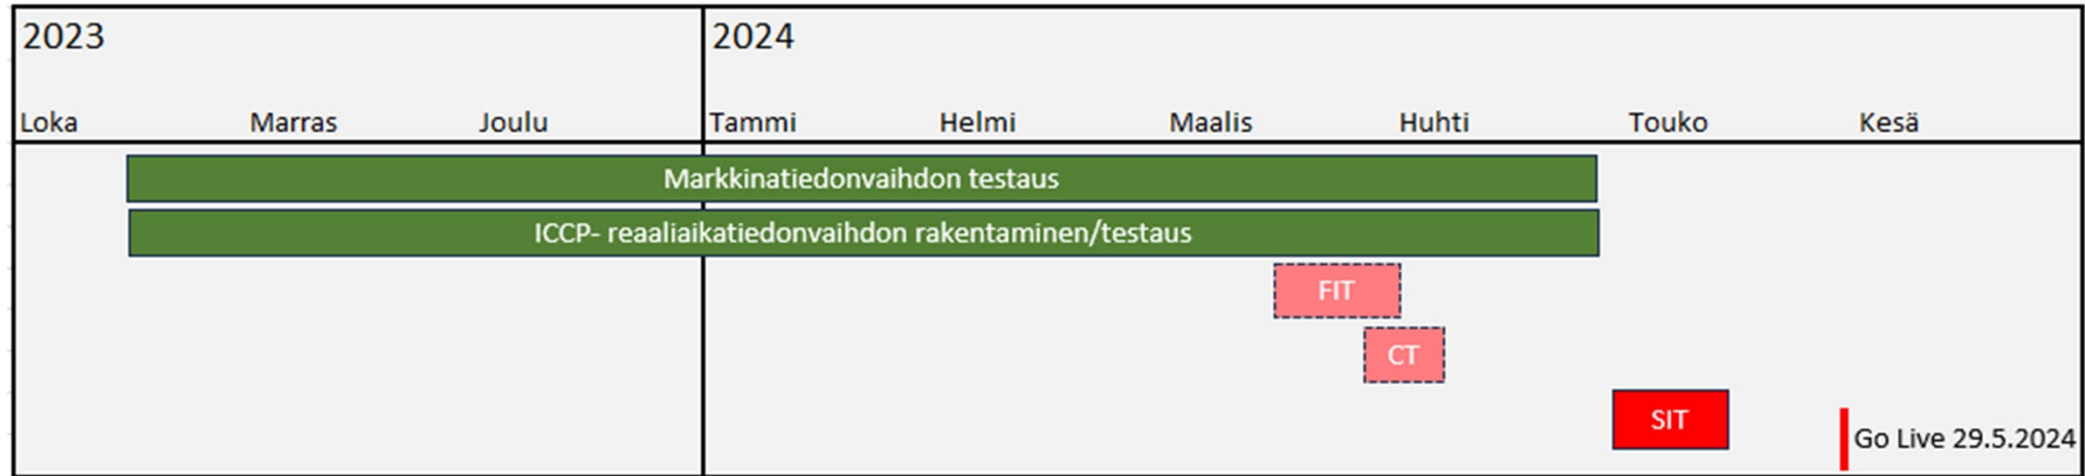 2023
2024
Loka
Marras
Joulu
Tammi
Helmi
Maalis
Huhti
Touko
Kesä
Markkinatiedonvaihdon testaus
ICCP- reaaliaikatiedonvaihdon rakentaminen/testaus
FIT
CT
SIT
Go Live 29.5.2024